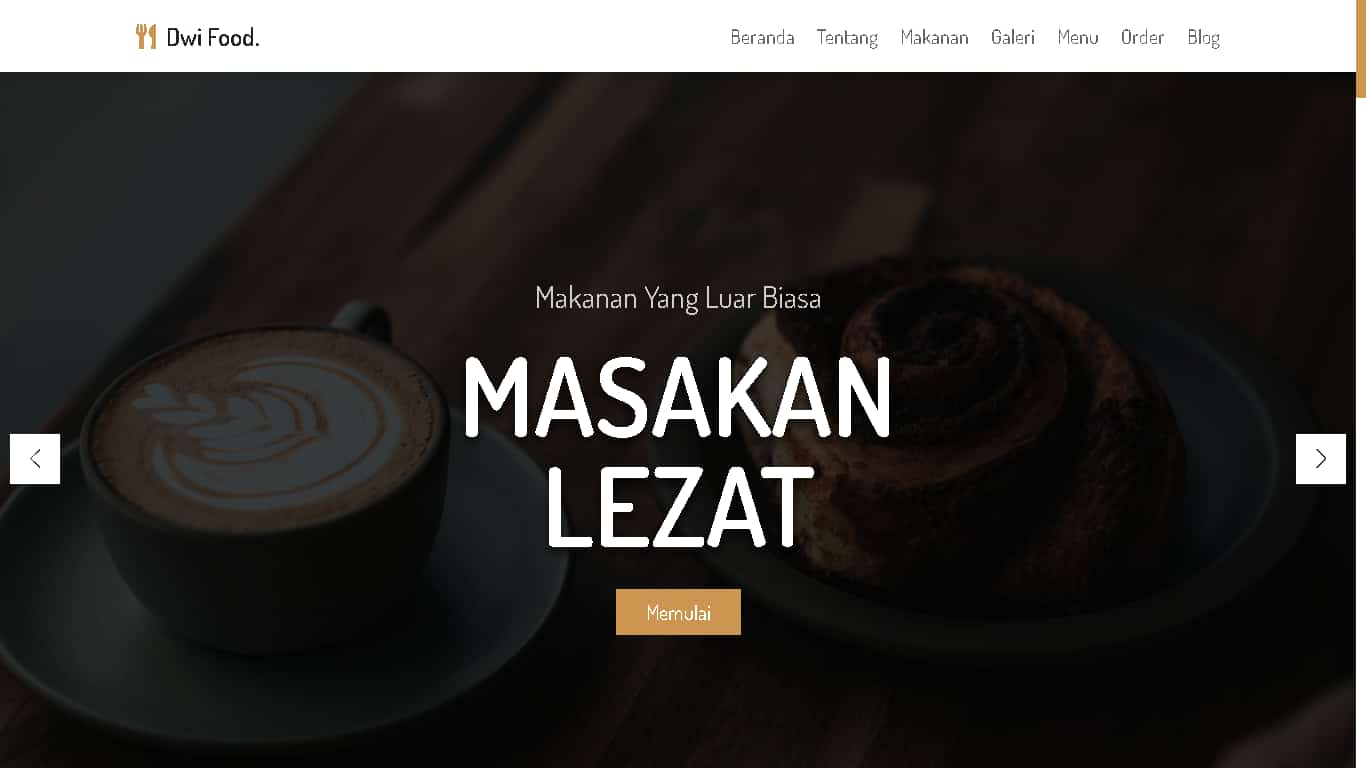 Dwi Food.
Beranda Tentang Makanan Galeri Menu Order Blog
Makanan Yang Luar Biasa
MASAKAN
LEZAT
Memulai